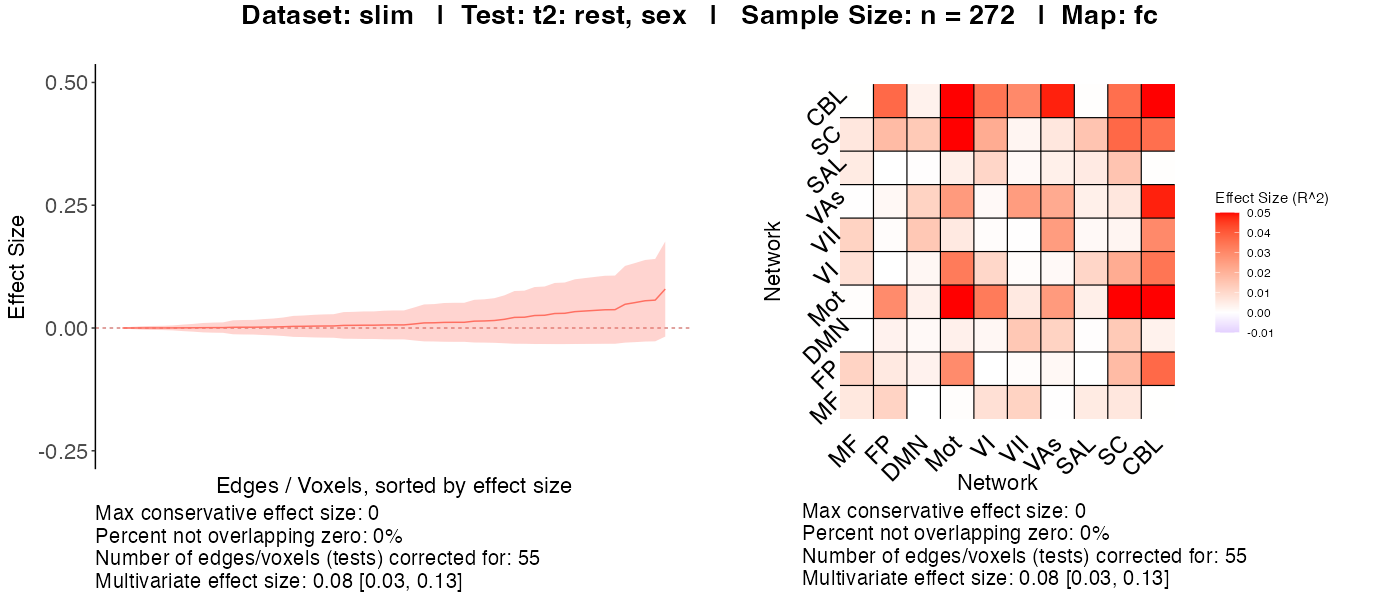 Dataset: slim | Test: t2: rest, sex | Sample Size: n = 272 | Map: fc
0.50
0.25
0.00
-0.25
Effect Size
Edges / Voxels, sorted by effect size
Max conservative effect size: 0
Percent not overlapping zero: 0%
Number of edges/voxels (tests) corrected for: 55
Multivariate effect size: 0.08 [0.03, 0.13]
Network
CBL
SC
SAL
VAs
VII
VI
Mot
DMN
FP
MF
MF FP DMN Mot VI VII VAs SAL SC CBL
Network
Effect Size (R^2)
0.05
0.04
0.03
0.02
0.01
0.00
-0.01
Max conservative effect size: 0
Percent not overlapping zero: 0%
Number of edges/voxels (tests) corrected for: 55
Multivariate effect size: 0.08 [0.03, 0.13]